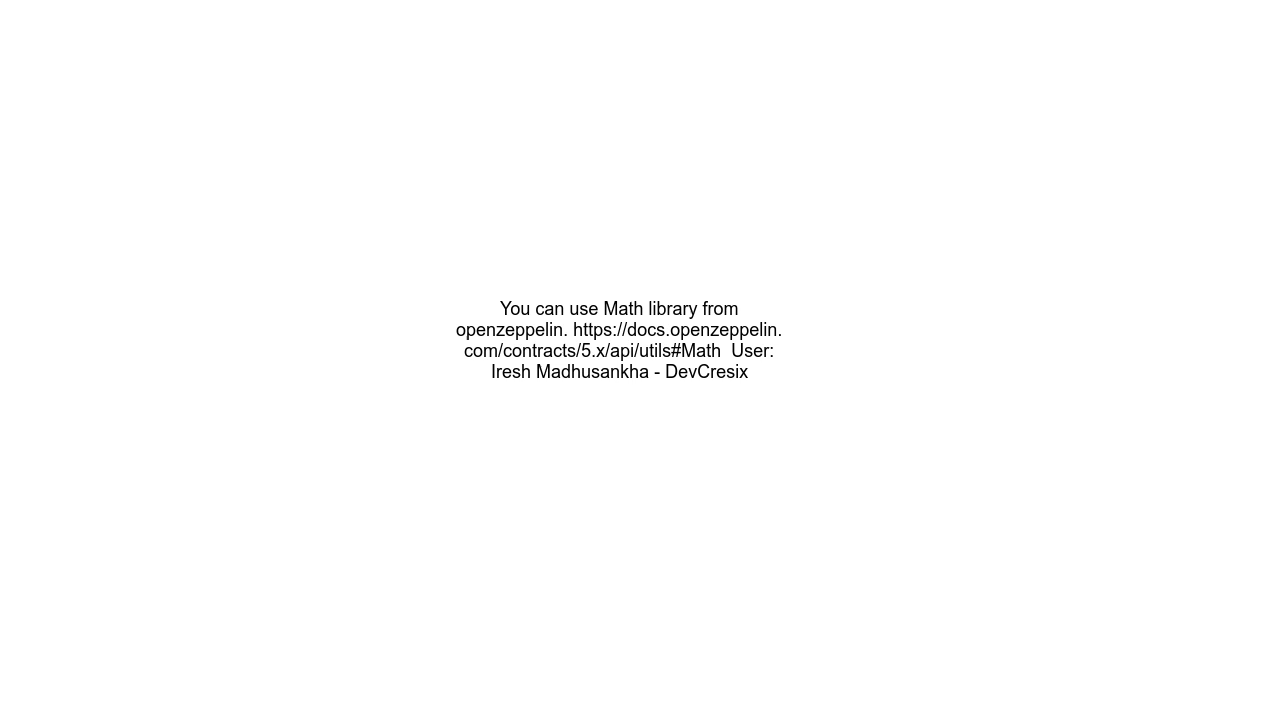 You can use Math library from
openzeppelin. https://docs.openzeppelin.
com/contracts/5.x/api/utils#Math  User:
Iresh Madhusankha - DevCresix